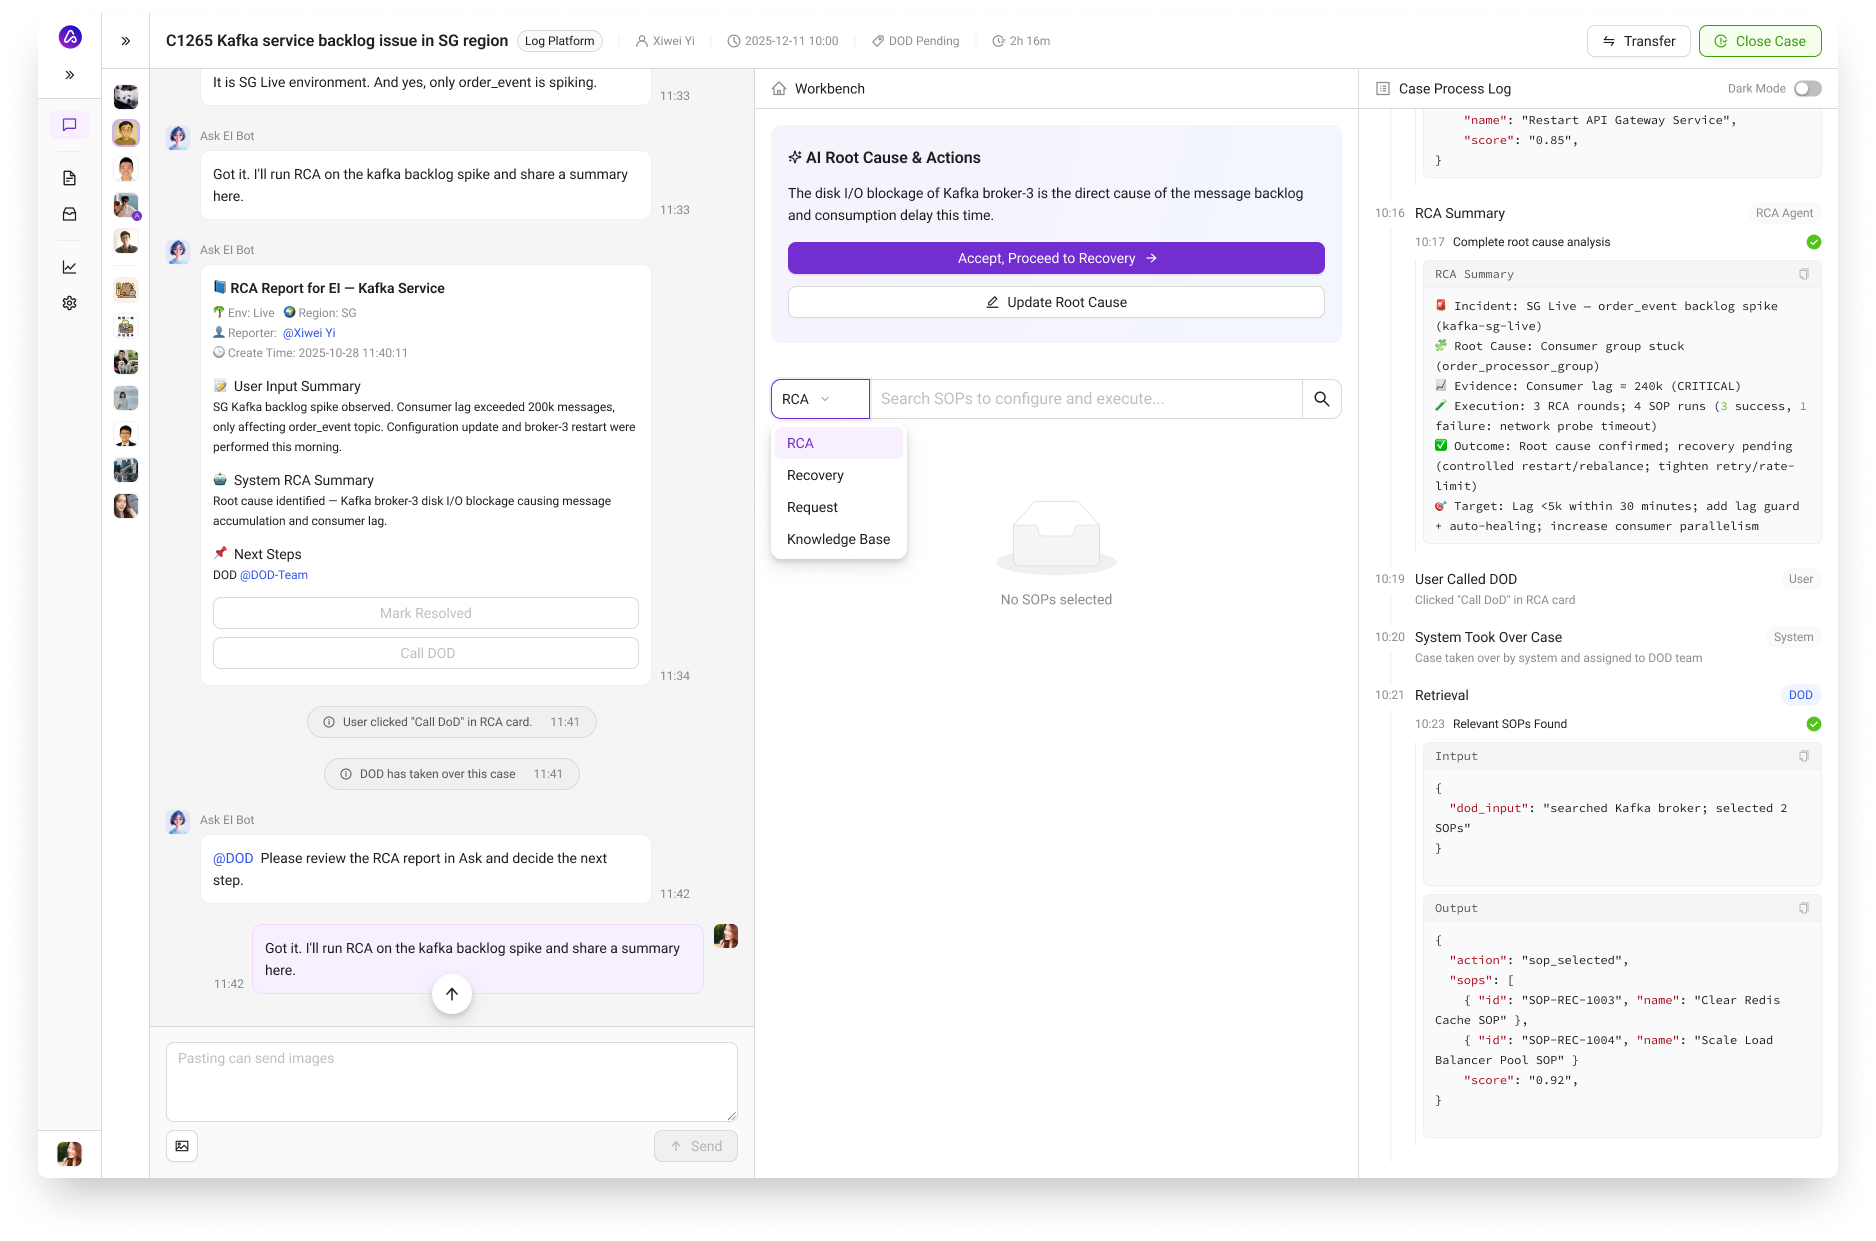 C1265 Kafka service backlog issue in SG region
Log Platform
Xiwei Yi
2025-12-11 10:00
DOD Pending
2h 16m
Transfer
Close Case
It is SG Live environment. And yes, only order_event is spiking.
11:33
Ask EI Bot
Got it. I'll run RCA on the kafka backlog spike and share a summary
here.
11:33
Ask EI Bot
RCA Report for EI — Kafka Service
Env: Live Region: SG
Reporter: @Xiwei Yi
Create Time: 2025-10-28 11:40:11
User Input Summary
SG Kafka backlog spike observed. Consumer lag exceeded 200k messages,
only affecting order_event topic. Configuration update and broker-3 restart were
performed this morning.
System RCA Summary
Root cause identified — Kafka broker-3 disk I/O blockage causing message
accumulation and consumer lag.
Next Steps
DOD @DOD-Team
Mark Resolved
Call DOD
11:34
User clicked "Call DoD" in RCA card. 11:41
DOD has taken over this case 11:41
Ask EI Bot
@DOD Please review the RCA report in Ask and decide the next
step.
11:42
Got it. I'll run RCA on the kafka backlog spike and share a summary
here.
11:42
Pasting can send images
Send
Workbench
AI Root Cause & Actions
The disk I/O blockage of Kafka broker-3 is the direct cause of the message backlog
and consumption delay this time.
Accept, Proceed to Recovery
Update Root Cause
RCA
Search SOPs to configure and execute...
RCA
Recovery
Request
Knowledge Base
No SOPs selected
Case Process Log
Dark Mode
"name": "Restart API Gateway Service",
"score": "0.85",
}
10:16 RCA Summary
RCA Agent
10:17 Complete root cause analysis
RCA Summary
Incident: SG Live — order_event backlog spike
(kafka-sg-live)
Root Cause: Consumer group stuck
(order_processor_group)
Evidence: Consumer lag ≈ 240k (CRITICAL)
Execution: 3 RCA rounds; 4 SOP runs (3 success, 1
failure: network probe timeout)
Outcome: Root cause confirmed; recovery pending
(controlled restart/rebalance; tighten retry/rate-
limit)
Target: Lag <5k within 30 minutes; add lag guard
+ auto-healing; increase consumer parallelism
10:19 User Called DOD
User
Clicked "Call DoD" in RCA card
10:20 System Took Over Case
System
Case taken over by system and assigned to DOD team
10:21 Retrieval
DOD
10:23 Relevant SOPs Found
Intput
{
"dod_input": "searched Kafka broker; selected 2
SOPs"
}
Output
{
"action": "sop_selected",
"sops": [
{ "id": "SOP-REC-1003", "name": "Clear Redis
Cache SOP" },
{ "id": "SOP-REC-1004", "name": "Scale Load
Balancer Pool SOP" }
"score": "0.92",
}